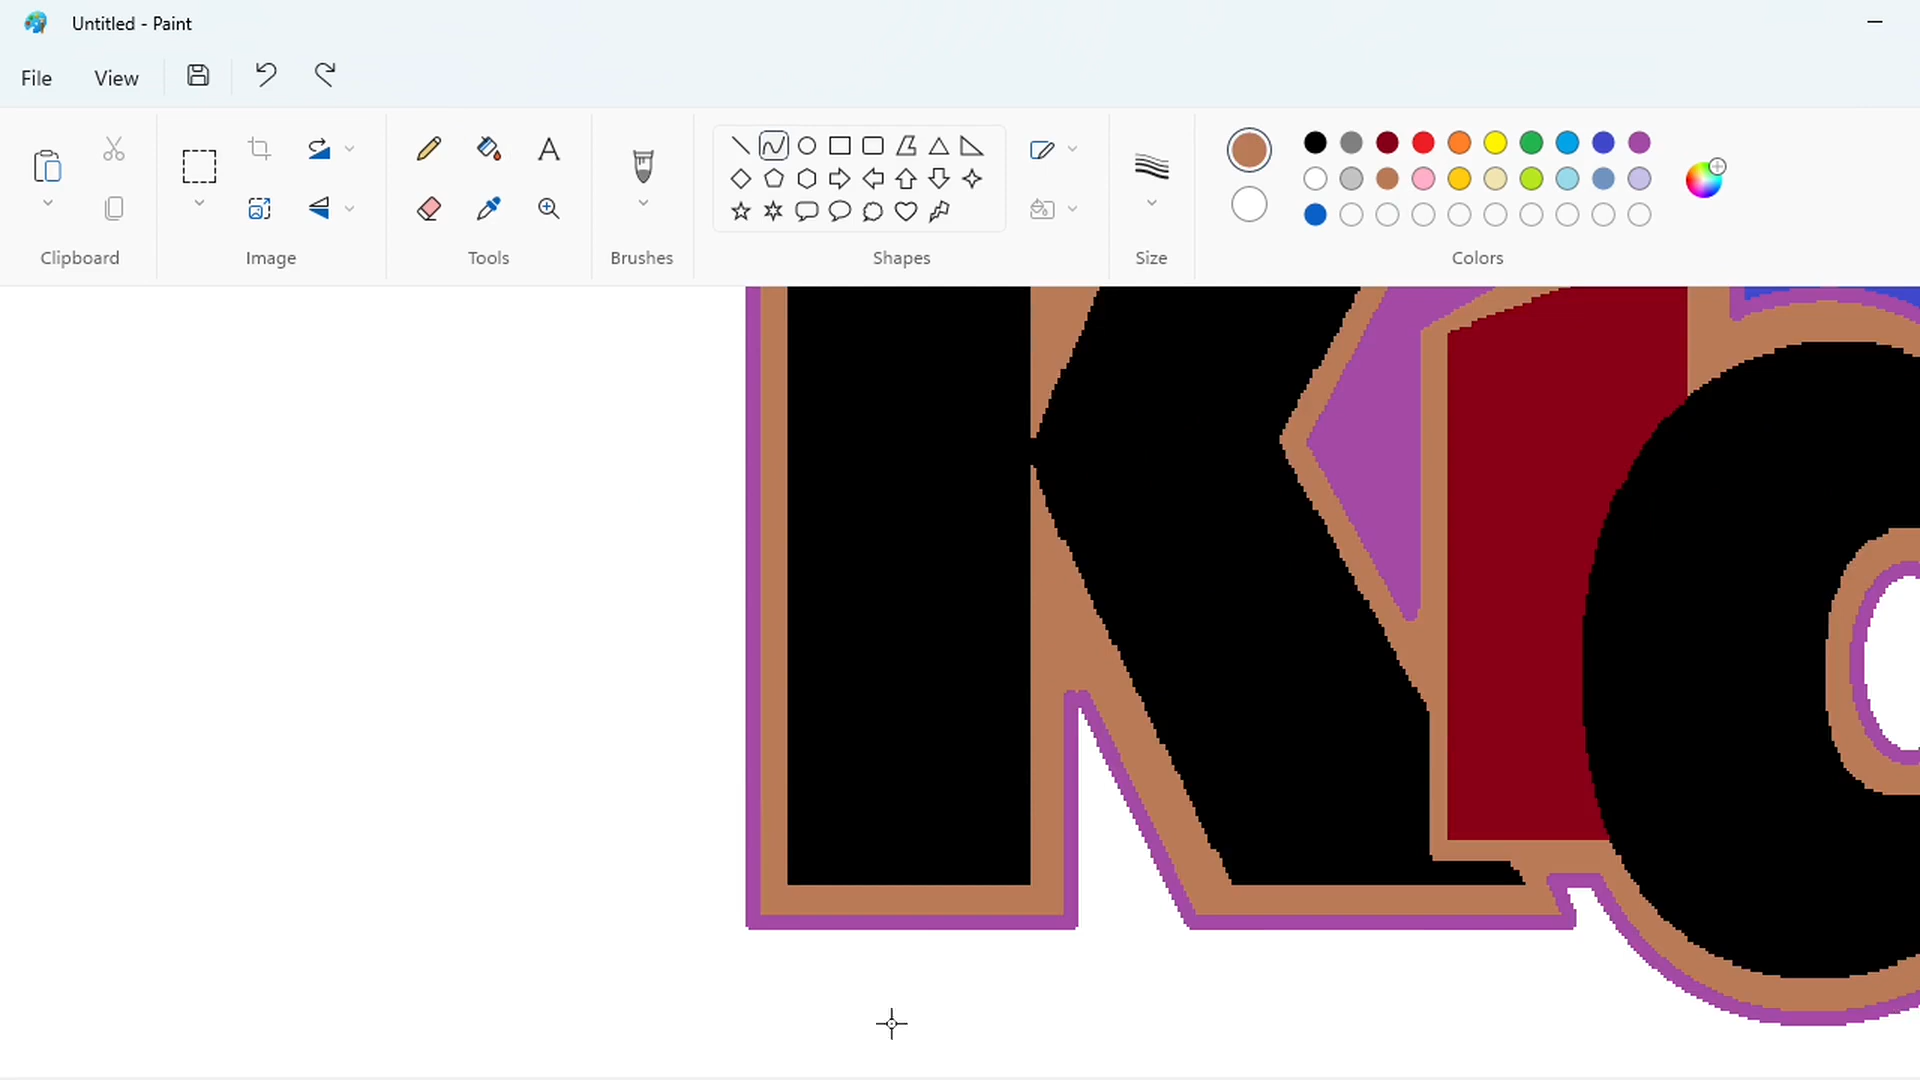 Untitled - Paint
File View
Clipboard Image Tools Brushes Shapes Size Colors
K